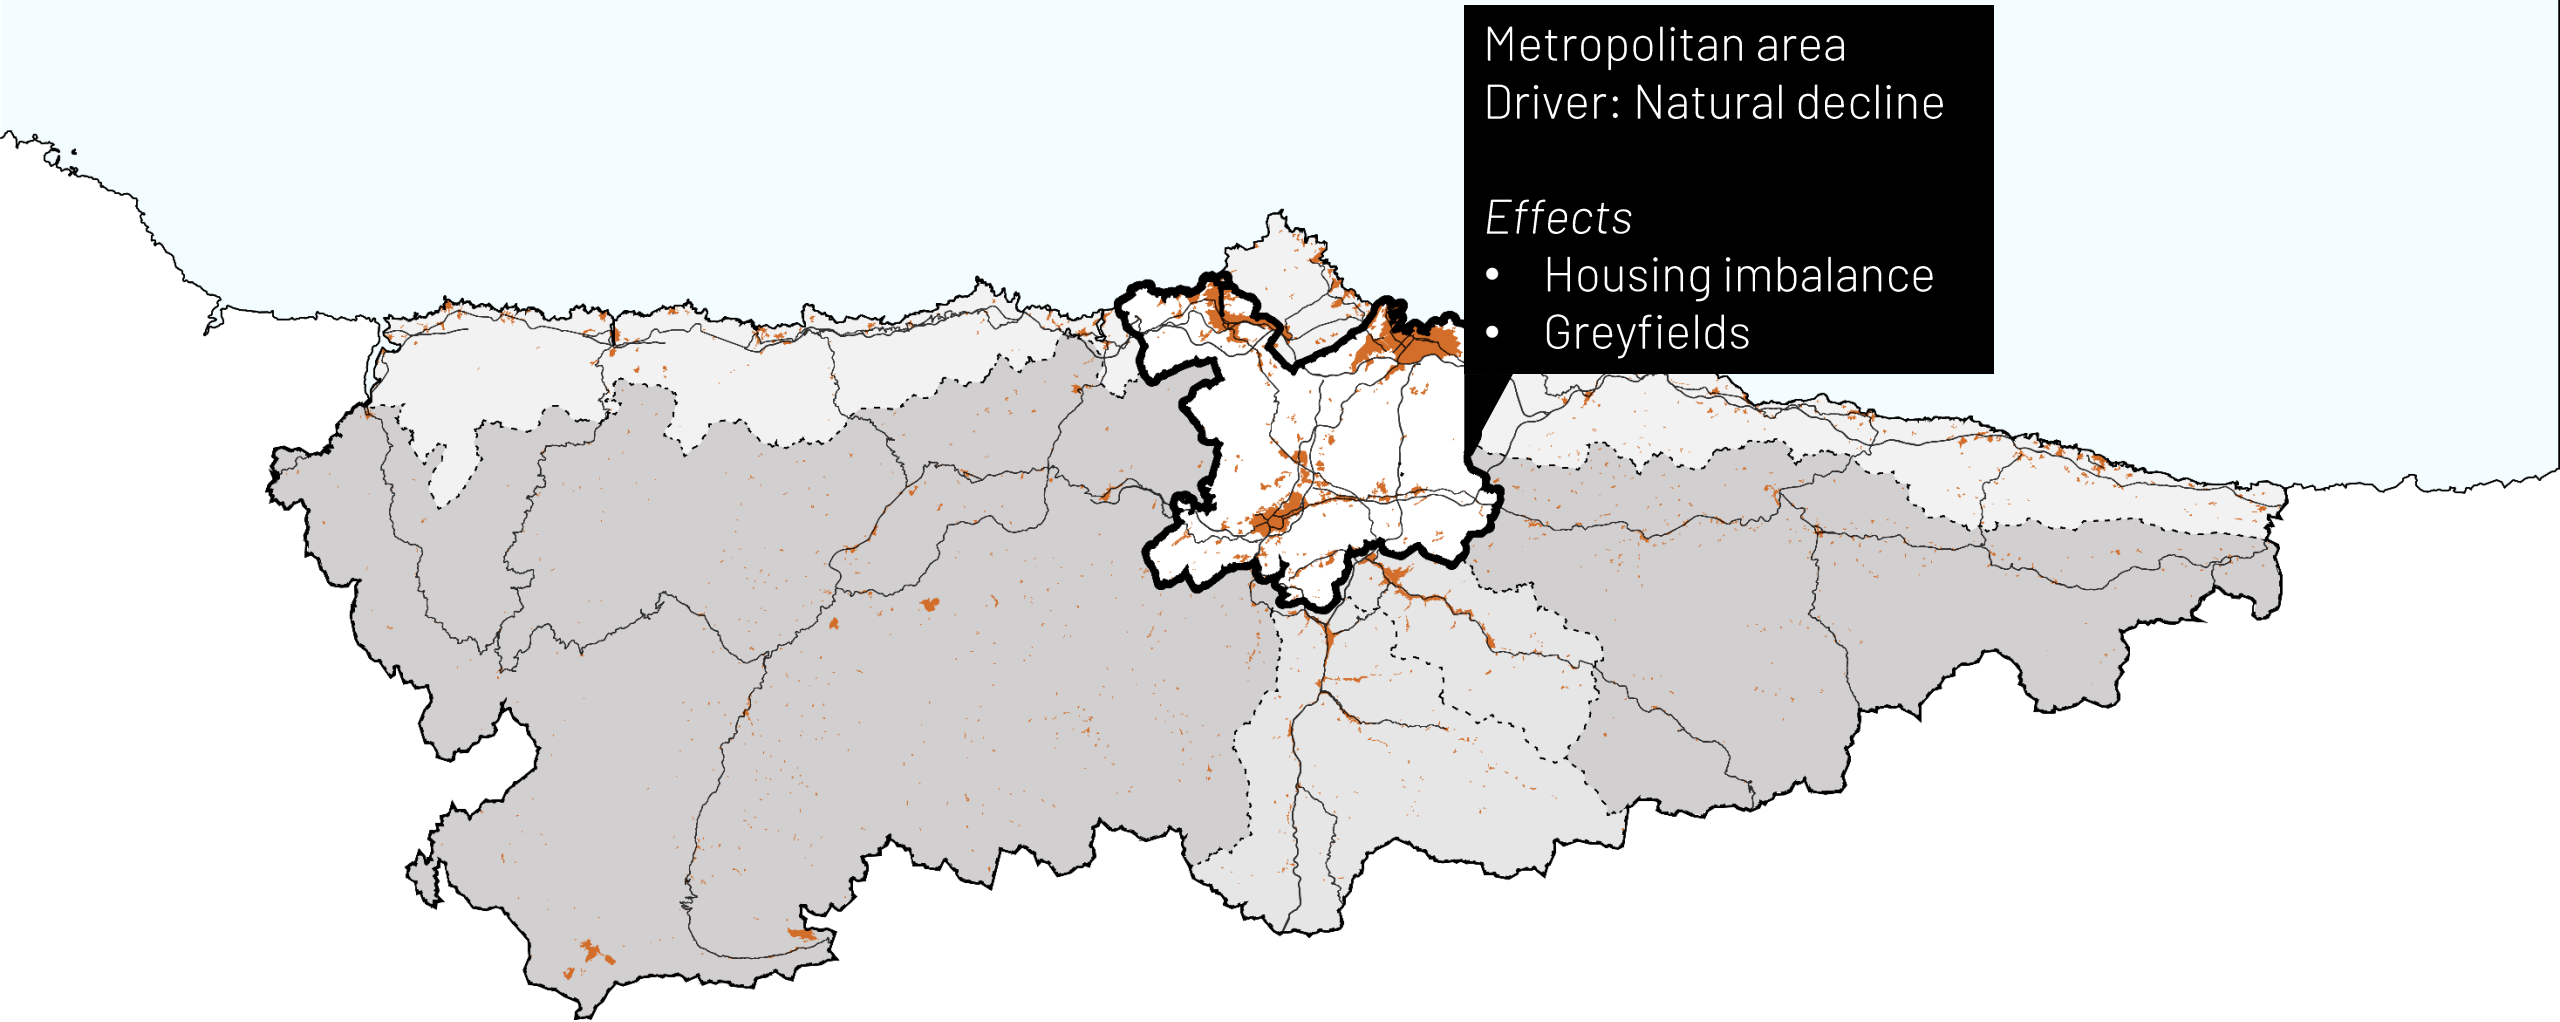 Metropolitan area
Driver: Natural decline
Effects
• Housing imbalance
• Greyfields